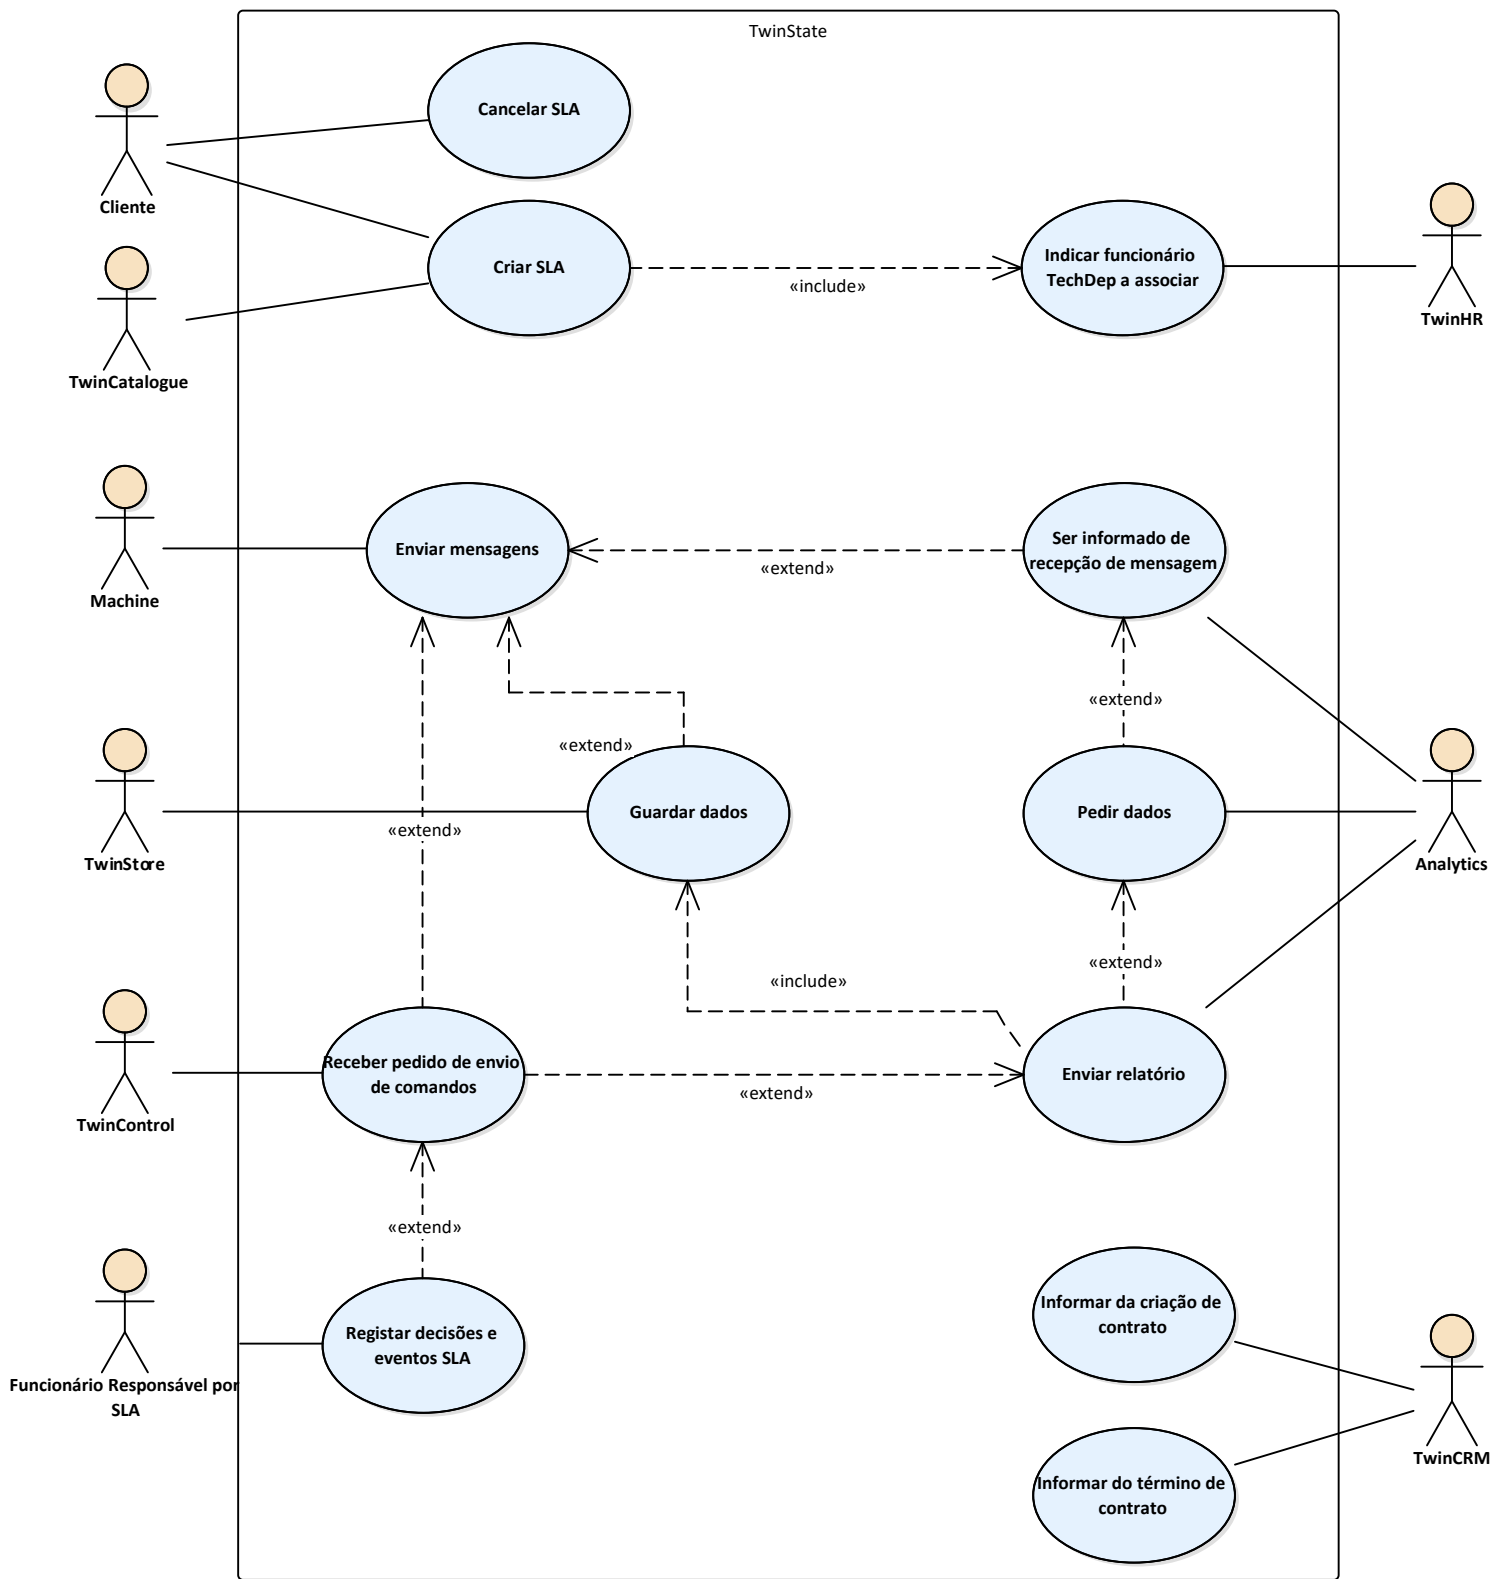 TwinState
Cancelar SLA
Cliente
Criar SLA
«include»
Indicar funcionário
TechDep a associar
TwinHR
TwinCatalogue
Enviar mensagens
«extend»
Ser informado de
recepção de mensagem
Machine
«extend»
«extend»
Guardar dados
Pedir dados
«extend»
TwinStore
Analytics
«extend»
«include»
Receber pedido de envio
de comandos
«extend»
Enviar relatório
TwinControl
«extend»
Registar decisões e
eventos SLA
Funcionário Responsável por
SLA
Informar da criação de
contrato
TwinCRM
Informar do término de
contrato